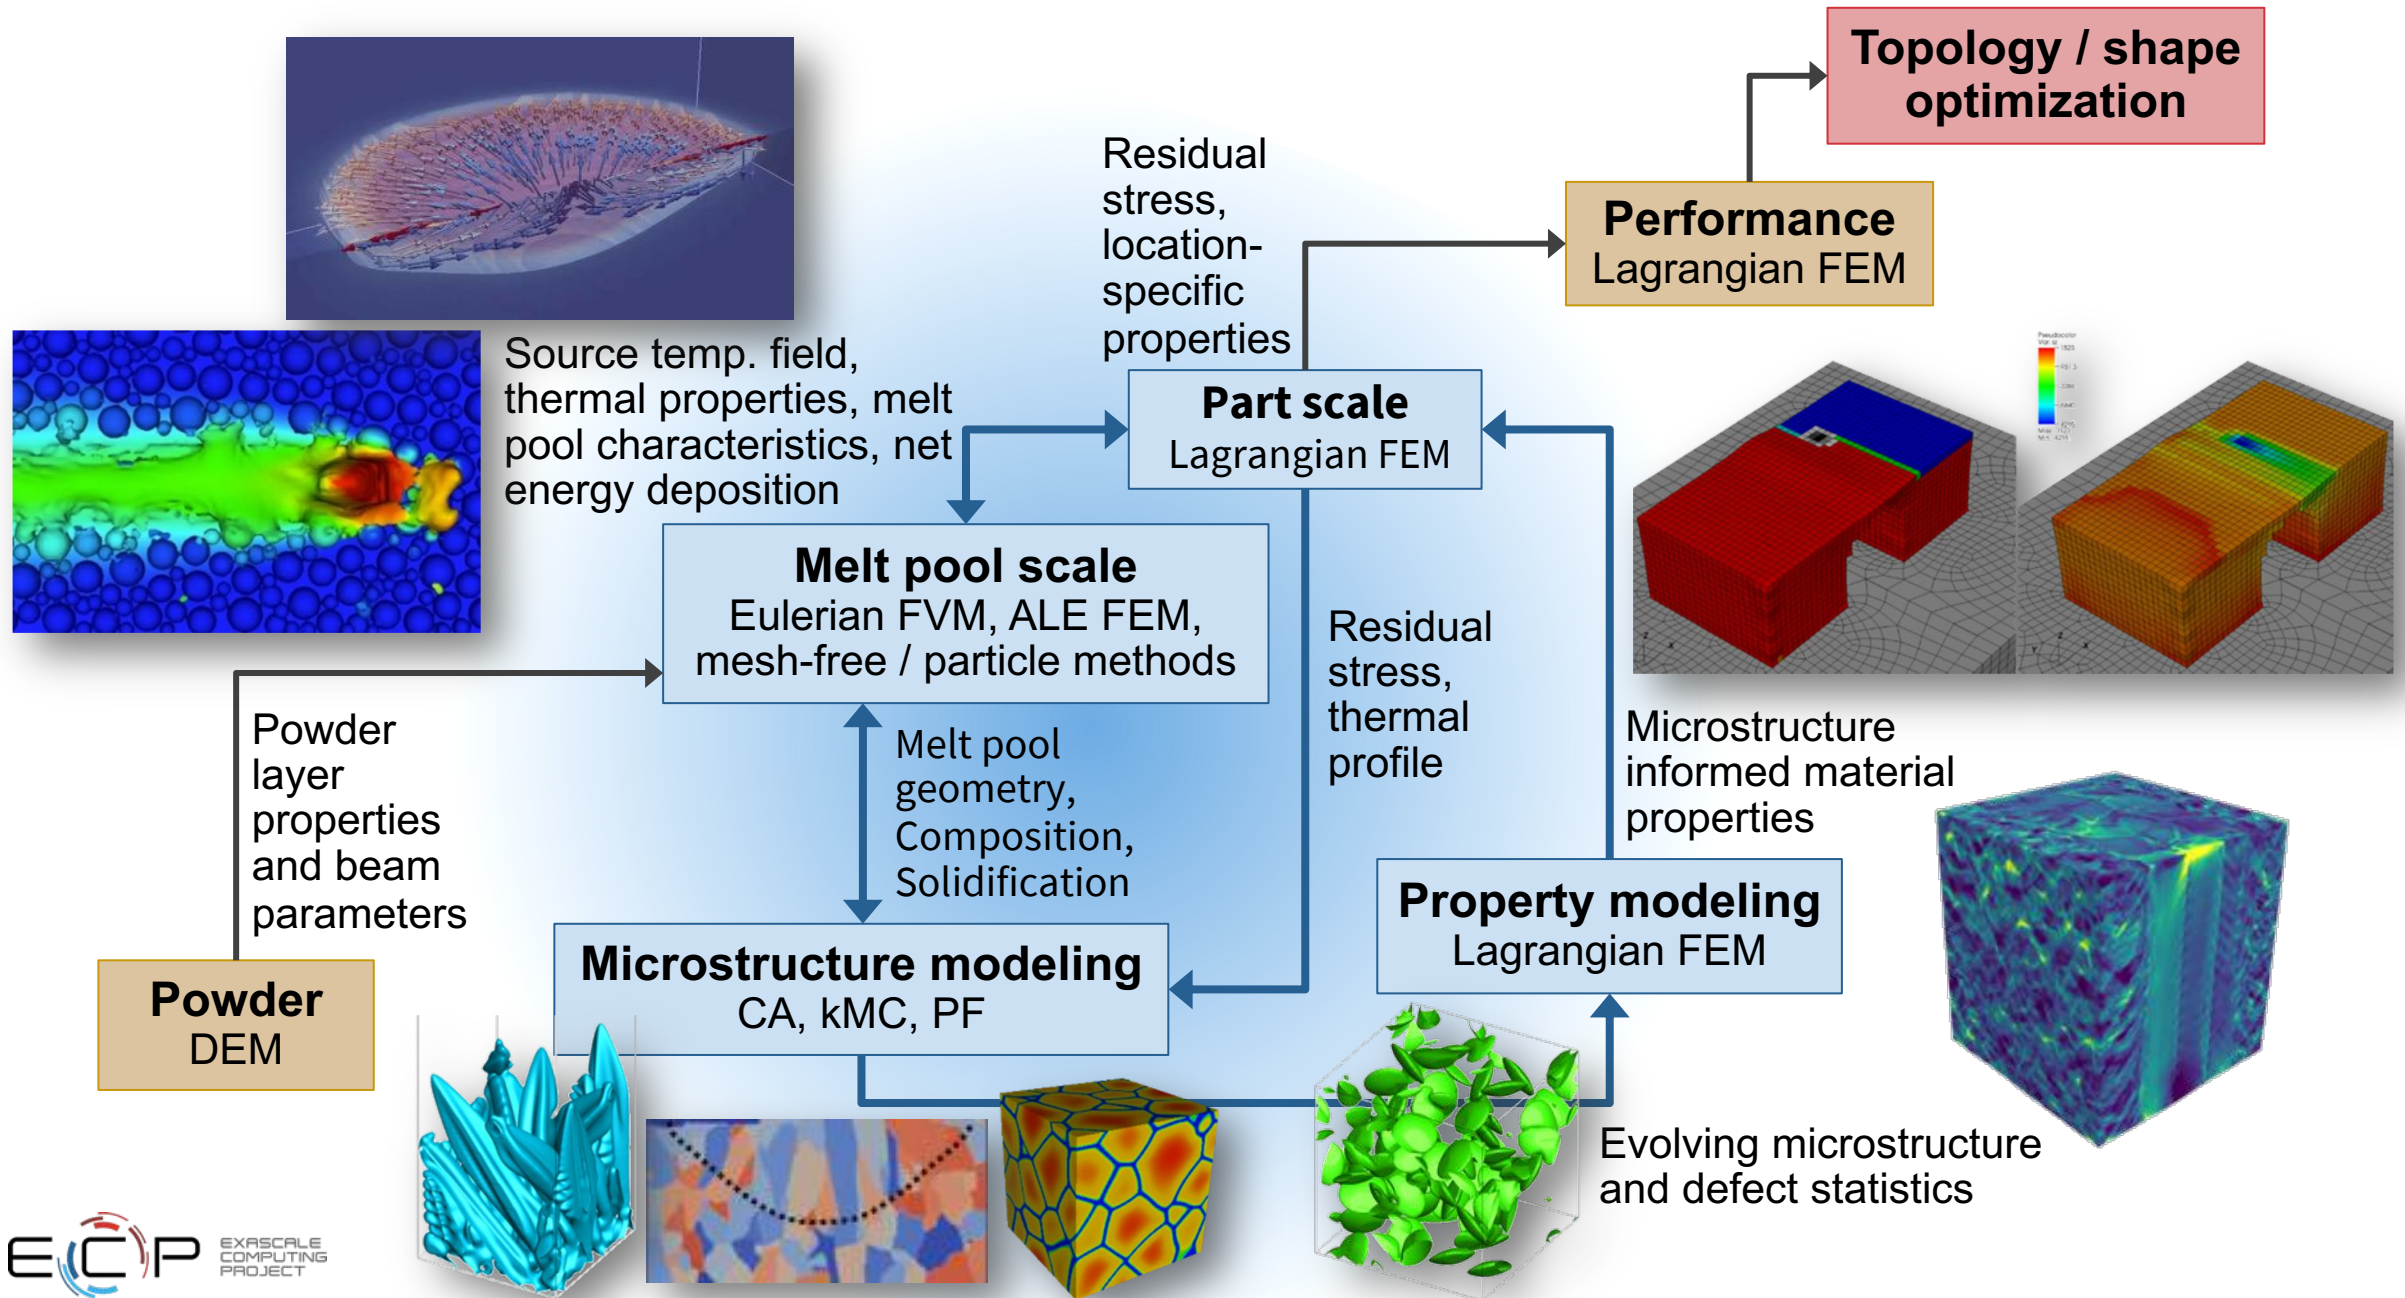 Topology / shape
optimization
Residual
stress,
location-
specific
properties
Performance
Lagrangian FEM
Source temp. field,
thermal properties, melt
pool characteristics, net
energy deposition
Part scale
Lagrangian FEM
Pseudocolor
Melt pool scale
Eulerian FVM, ALE FEM,
mesh-free / particle methods
Residual
stress,
thermal
profile
Powder
layer
properties
and beam
parameters
Melt pool
geometry,
Composition,
Solidification
Microstructure
informed material
properties
Property modeling
Lagrangian FEM
Microstructure modeling
CA, kMC, PF
Powder
DEM
Evolving microstructure
and defect statistics
ECP
EXASCALE
COMPUTING
PROJECT